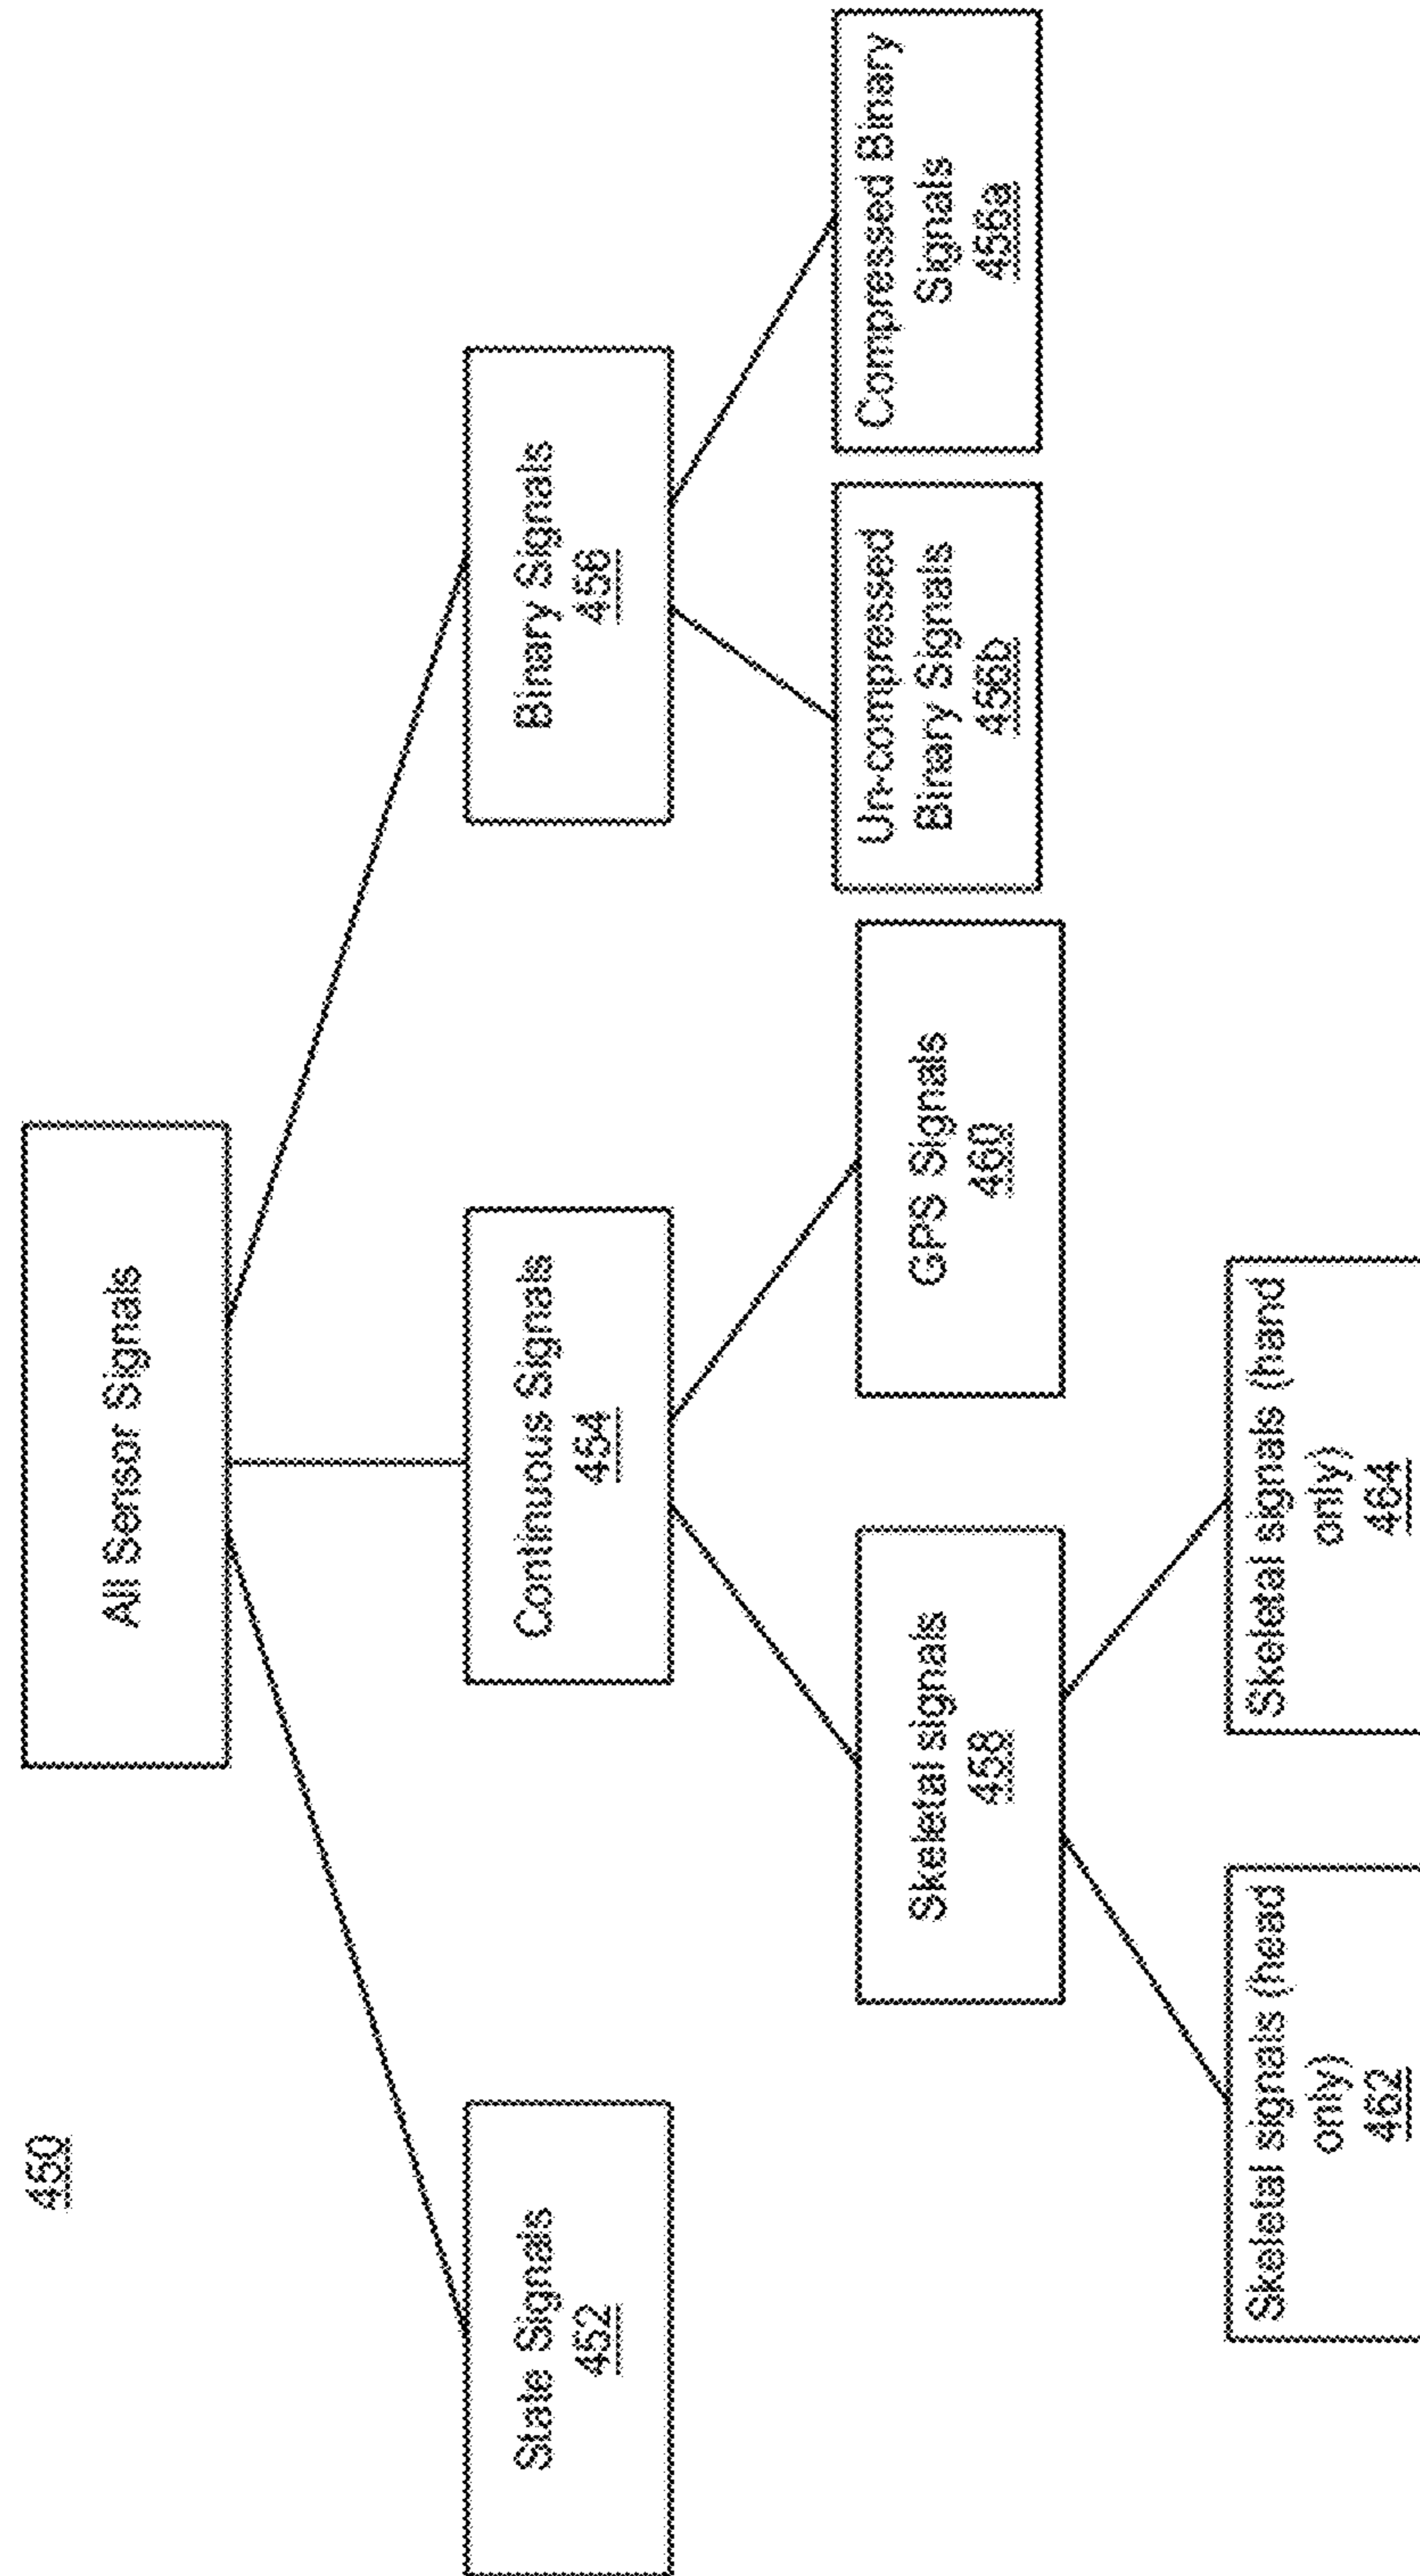 450
All Sensor Signals
State Signals
452
Continuous Signals
454
Binary Signals
456
Skeletal signals
458
GPS Signals
460
Un-compressed
Binary Signals
456b
Compressed Binary
Signals
456a
Skeletal signals (head
only)
462
Skeletal signals (hand
only)
464